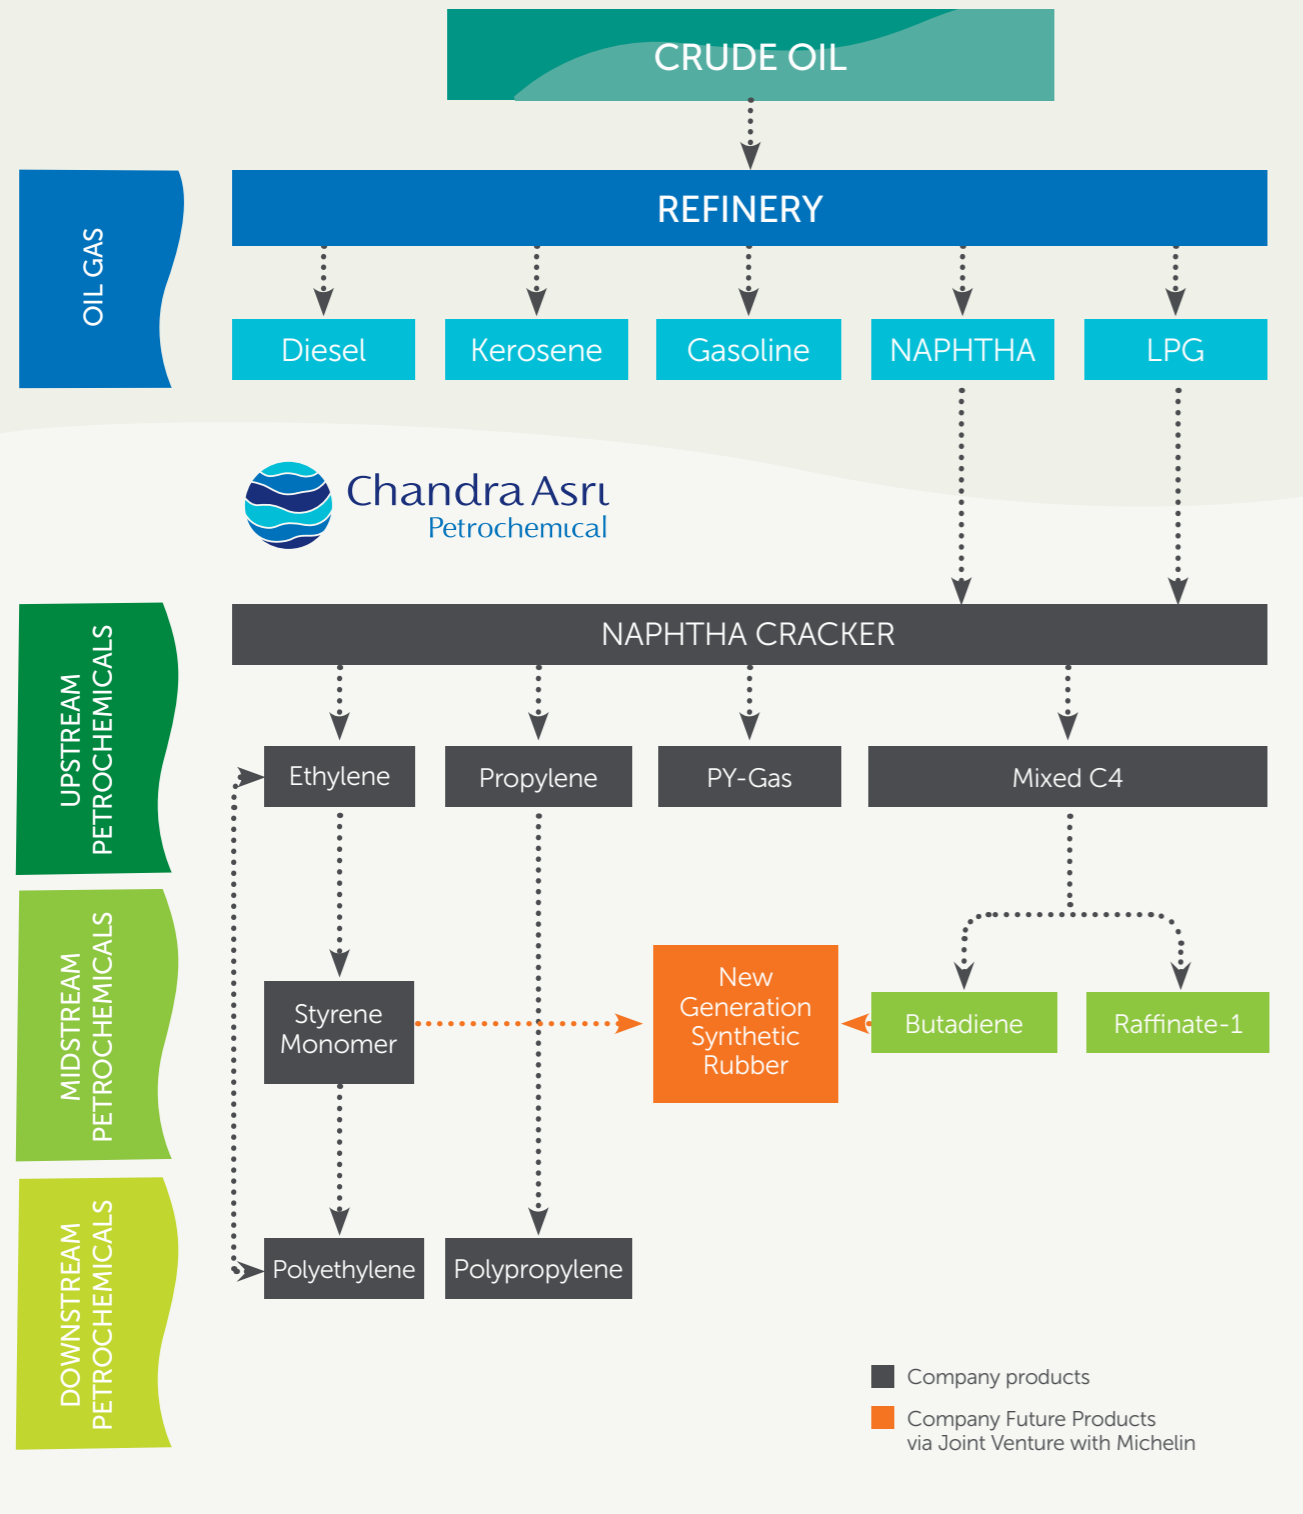 CRUDE OIL
OIL GAS
REFINERY
Diesel
Kerosene
Gasoline
NAPHTHA
LPG
Chandra Asri
Petrochemical
UPSTREAM
PETROCHEMICALS
NAPHTHA CRACKER
Ethylene
Propylene
PY-Gas
Mixed C4
MIDSTREAM
PETROCHEMICALS
Styrene
Monomer
New
Generation
Synthetic
Rubber
Butadiene
Raffinate-1
DOWNSTREAM
PETROCHEMICALS
Polyethylene
Polypropylene
Company products
Company Future Products
via Joint Venture with Michelin